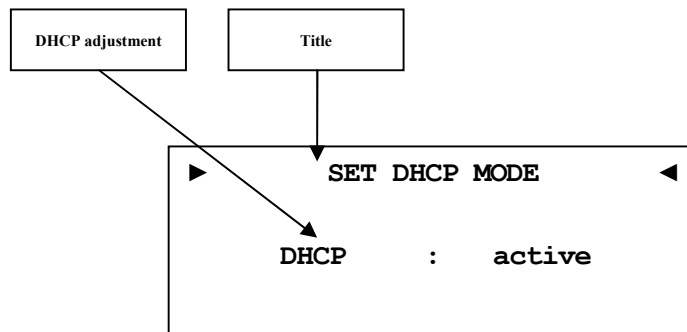 DHCP adjustment
Title
► SET DHCP MODE ◄
DHCP : active